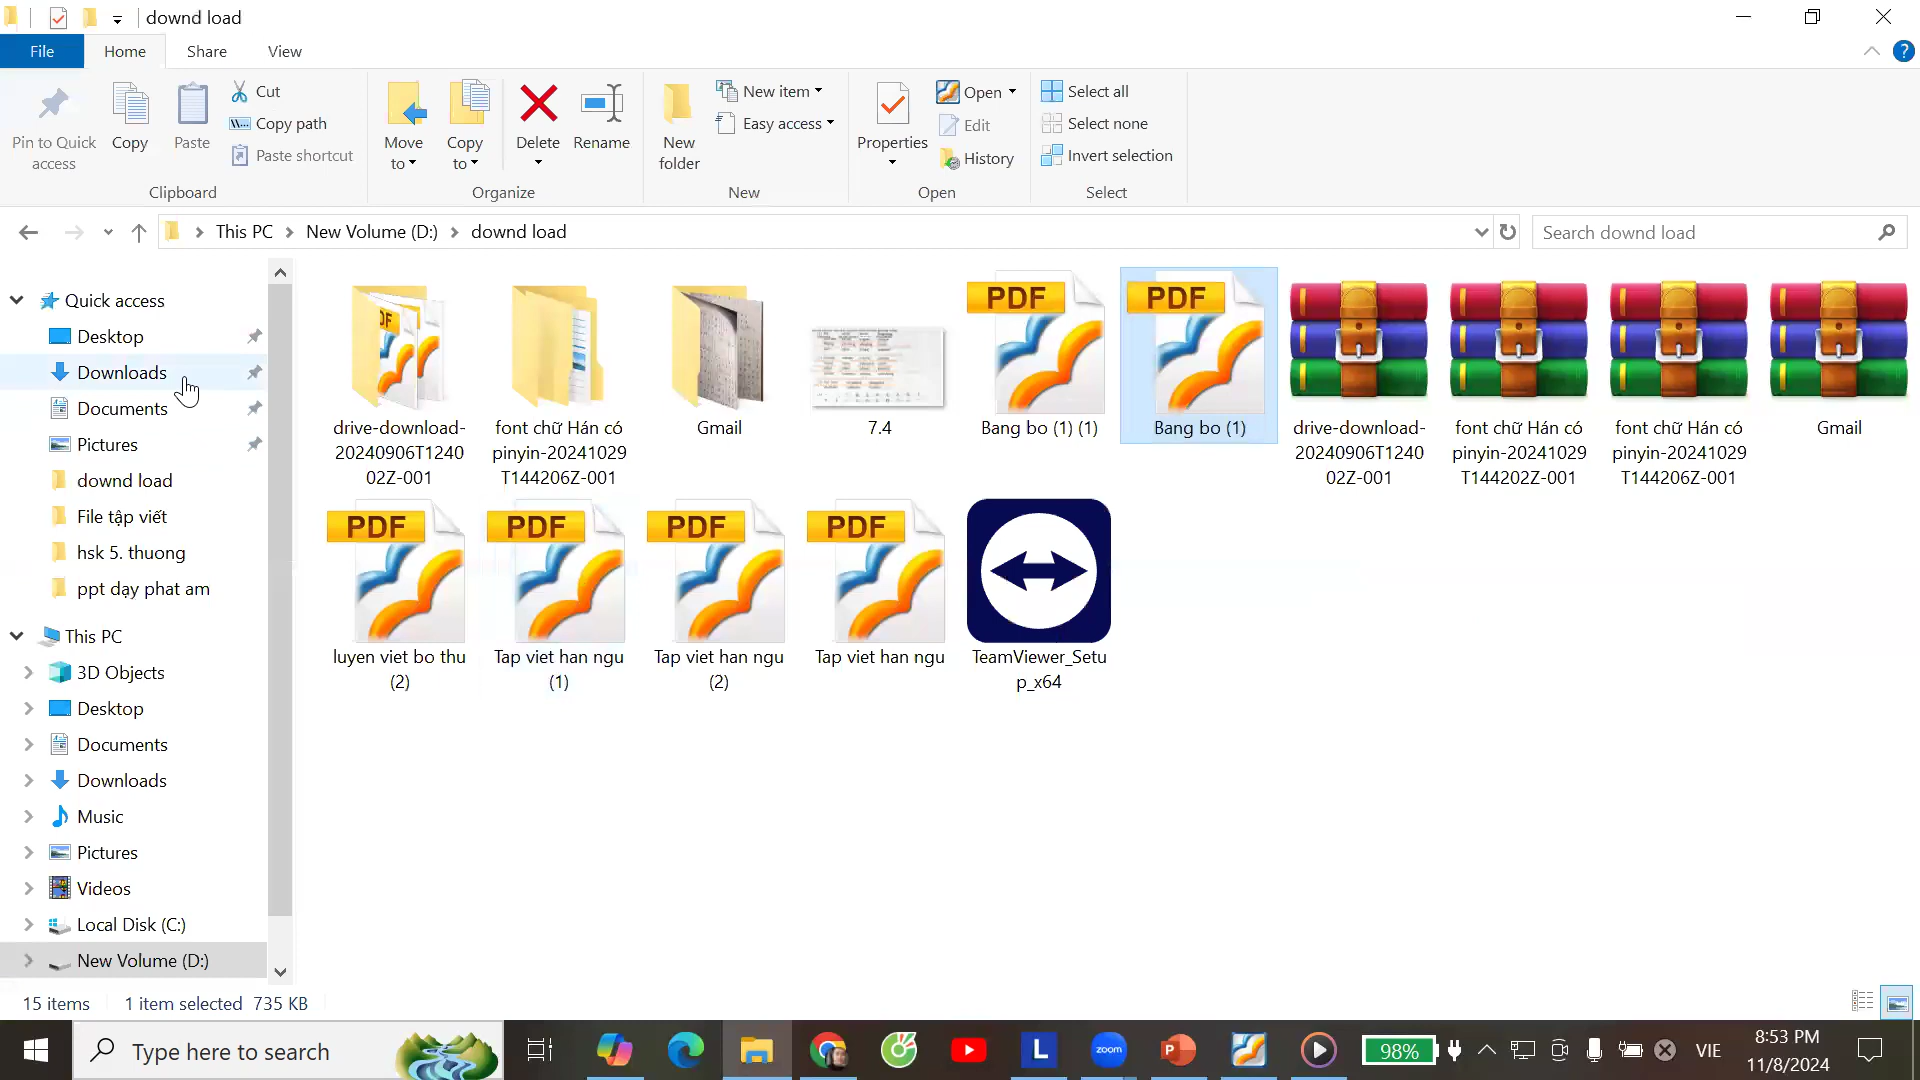 downd load
File Home Share View
Pin to Quick access
Copy
Paste
Cut
Copy path
Paste shortcut
Clipboard
Move to
Copy to
Delete
Rename
Organize
New folder
New item
Easy access
New
Properties
Open
Edit
History
Open
Select all
Select none
Invert selection
Select
This PC New Volume (D:) downd load
Search downd load
Quick access
Desktop
Downloads
Documents
Pictures
downd load
File tập viết
hsk 5. thuong
ppt dạy phat am
This PC
3D Objects
Desktop
Documents
Downloads
Music
Pictures
Videos
Local Disk (C:)
New Volume (D:)
PDF
drive-download-
20240906T1240
02Z-001
font chữ Hán có
pinyin-20241029
T144206Z-001
Gmail
7.4
PDF
Bang bo (1) (1)
PDF
Bang bo (1)
drive-download-
20240906T1240
02Z-001
font chữ Hán có
pinyin-20241029
T144202Z-001
font chữ Hán có
pinyin-20241029
T144206Z-001
Gmail
PDF
luyen viet bo thu
(2)
PDF
Tap viet han ngu
(1)
PDF
Tap viet han ngu
(2)
PDF
Tap viet han ngu
TeamViewer_Setu
p_x64
15 items 1 item selected 735 KB
Type here to search
L
zoom
P
98%
VIE
8:53 PM
11/8/2024